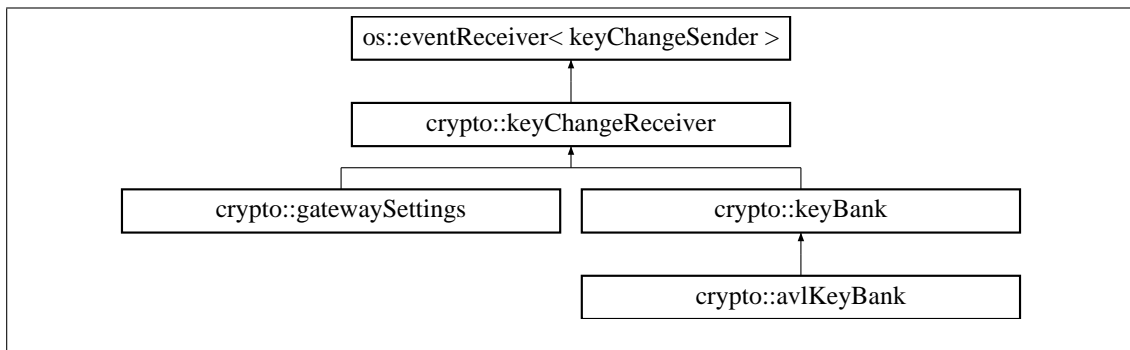 os::eventReceiver< keyChangeSender >
crypto::keyChangeReceiver
crypto::gatewaySettings
crypto::keyBank
crypto::avlKeyBank